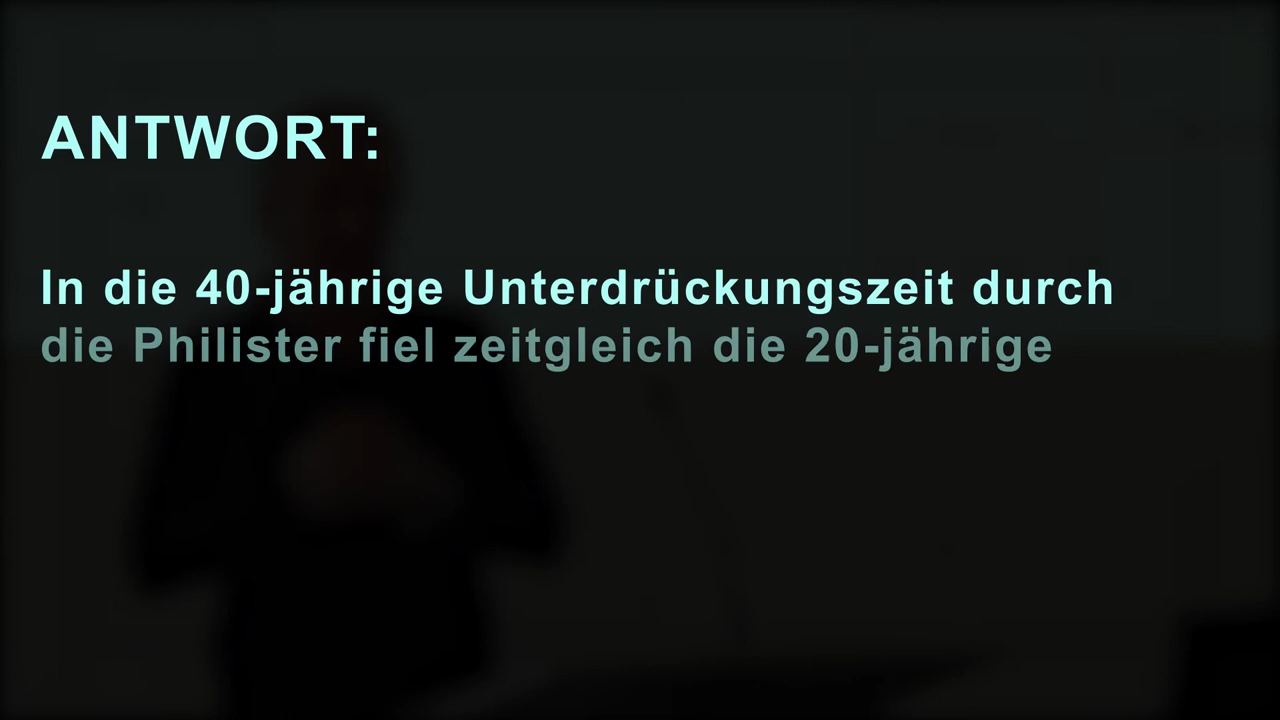 ANTWORT:
In die 40-jährige Unterdrückungszeit durch
die Philister fiel zeitgleich die 20-jährige